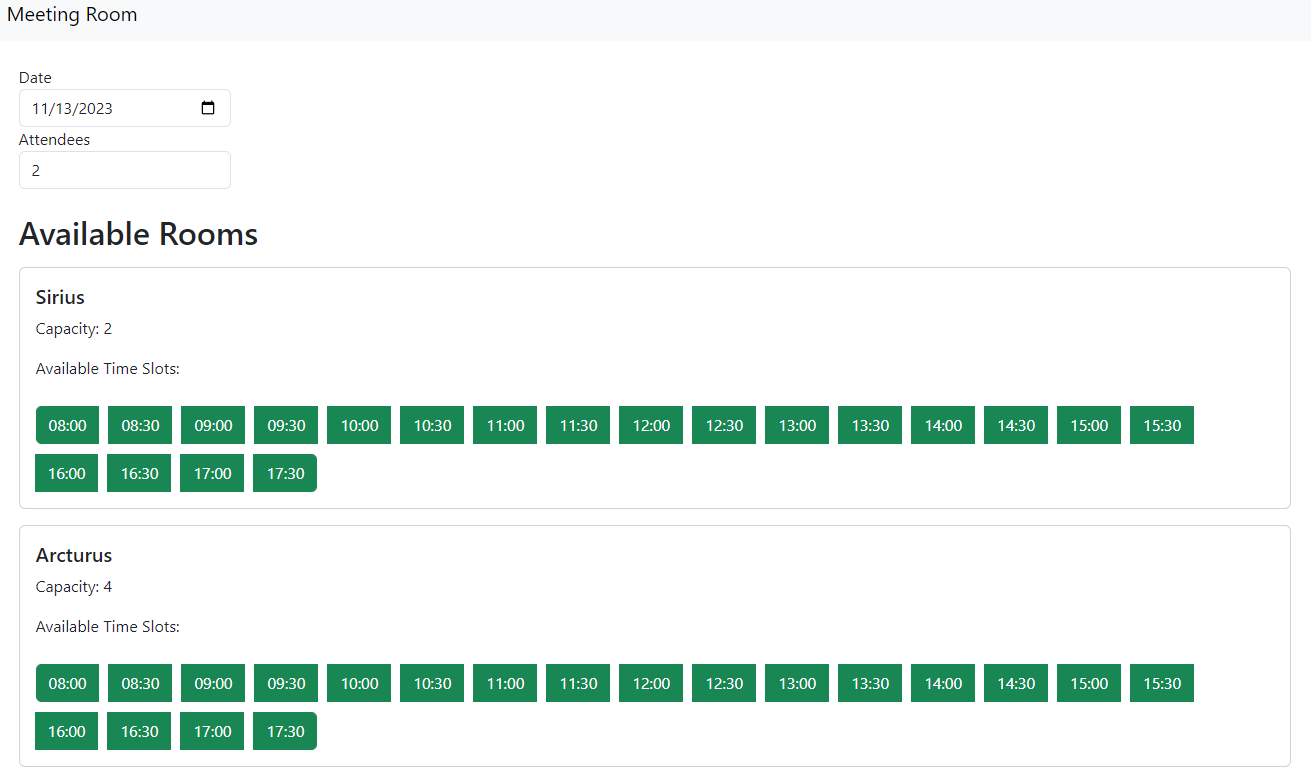 Meeting Room
Date
11/13/2023
Attendees
2
Available Rooms
Sirius
Capacity: 2
Available Time Slots:
08:00 08:30 09:00 09:30 10:00 10:30 11:00 11:30 12:00 12:30 13:00 13:30 14:00 14:30 15:00 15:30
16:00 16:30 17:00 17:30
Arcturus
Capacity: 4
Available Time Slots:
08:00 08:30 09:00 09:30 10:00 10:30 11:00 11:30 12:00 12:30 13:00 13:30 14:00 14:30 15:00 15:30
16:00 16:30 17:00 17:30